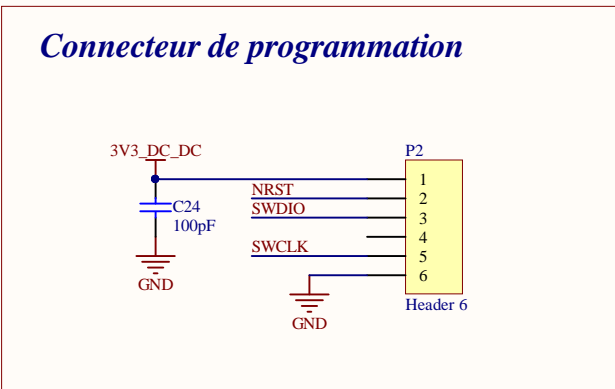 Connecteur de programmation
3V3_DC_DC
P2
1
NRST
2
C24
SWDIO
3
100pF
4
SWCLK
5
6
GND
GND
Header 6